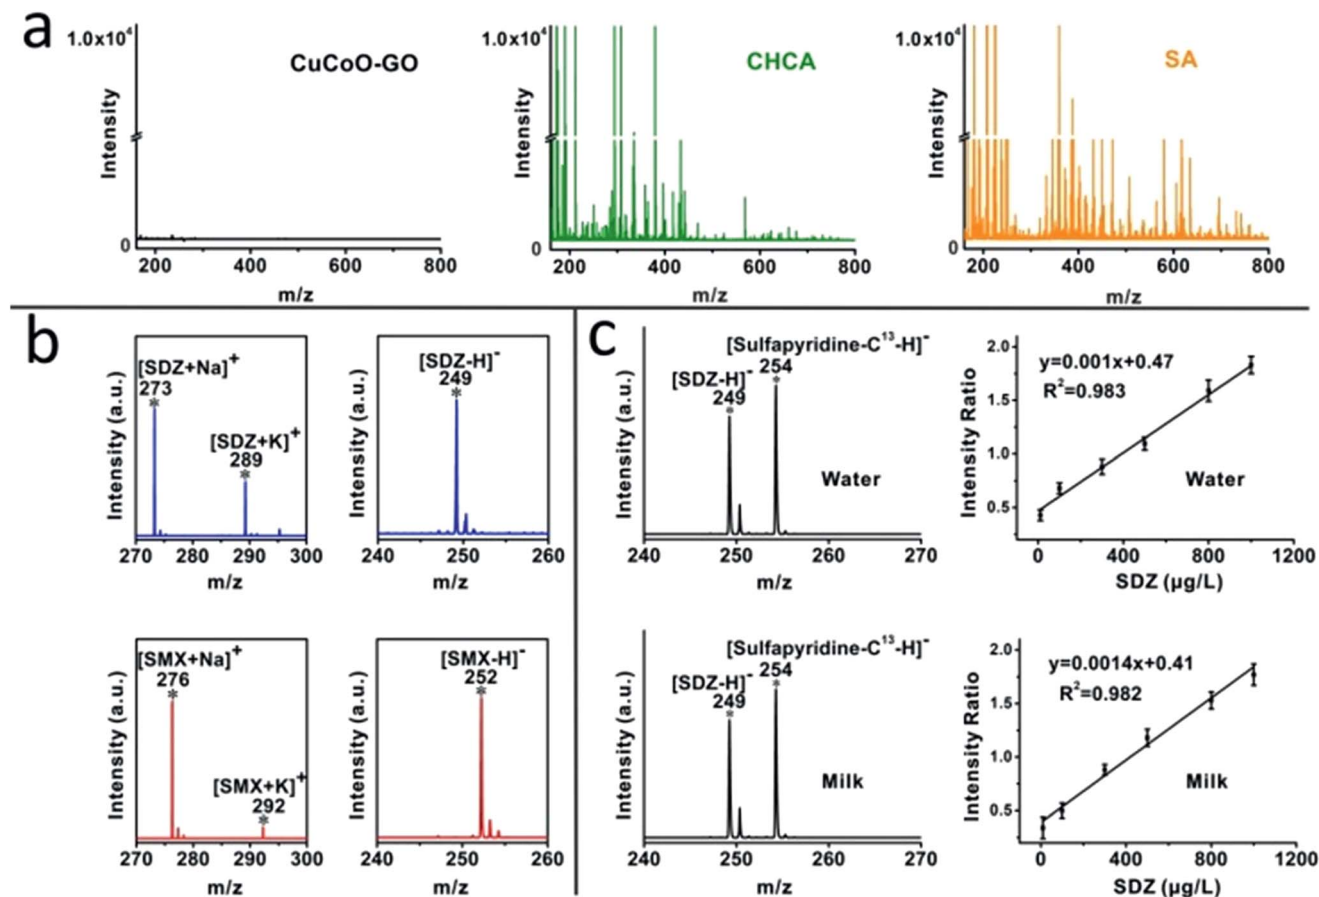 a
1.0x10⁴
Intensity
0
CuCoO-GO
200 400 600 800
m/z
1.0x10⁴
Intensity
0
CHCA
200 400 600 800
m/z
1.0x10⁴
Intensity
0
SA
200 400 600 800
m/z
b
Intensity (a.u.)
[SDZ+Na]⁺
273
*
[SDZ+K]⁺
289
*
270 280 290 300
m/z
Intensity (a.u.)
[SDZ-H]⁻
249
*
240 250 260
m/z
Intensity (a.u.)
[SMX+Na]⁺
276
*
[SMX+K]⁺
292
*
270 280 290 300
m/z
Intensity (a.u.)
[SMX-H]⁻
252
*
240 250 260
m/z
c
Intensity (a.u.)
[Sulfapyridine-C¹³-H]⁻
254
*
[SDZ-H]⁻
249
*
Water
240 250 260 270
m/z
Intensity Ratio
2.0
1.5
1.0
0.5
y=0.001x+0.47
R²=0.983
Water
0 400 800 1200
SDZ (µg/L)
Intensity (a.u.)
[Sulfapyridine-C¹³-H]⁻
254
*
[SDZ-H]⁻
249
*
Milk
240 250 260 270
m/z
Intensity Ratio
2.0
1.5
1.0
0.5
y=0.0014x+0.41
R²=0.982
Milk
0 400 800 1200
SDZ (µg/L)